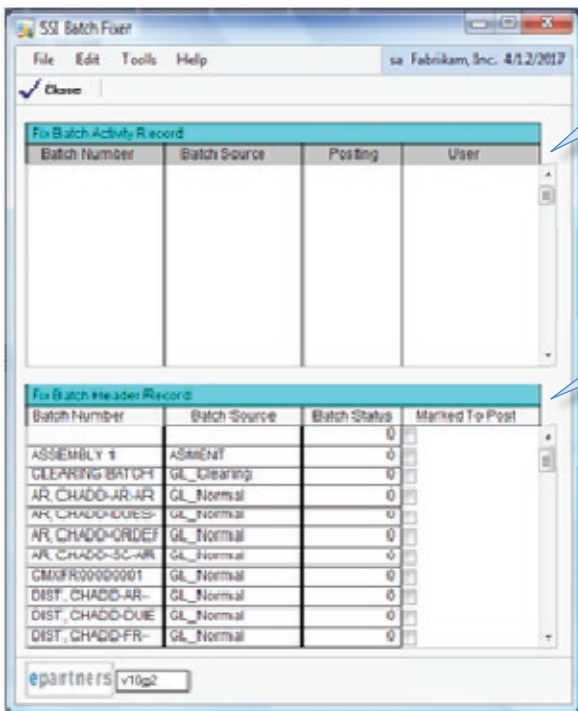 SSI Batch Fixer
File Edit Tools Help sa Fabrikam, Inc. 4/12/2017
Fix Batch Activity Record
Batch Number Batch Source Posting User
Fix Batch Header Record
Batch Number Batch Source Batch Status Marked To Post
0
ASSEMBLY 1 ASMENT 0
CLEARING BATCH GL_Clearing 0
AR, CHADD-AR-AR GL_Normal 0
AR, CHADD-DUES- GL_Normal 0
AR, CHADD-ORDEF GL_Normal 0
AR, CHADD-SC-AR GL_Normal 0
CMXFR00000001 GL_Normal 0
DIST., CHADD-AR- GL_Normal 0
DIST., CHADD-DUE GL_Normal 0
DIST., CHADD-FR- GL_Normal 0
epartners v10g2